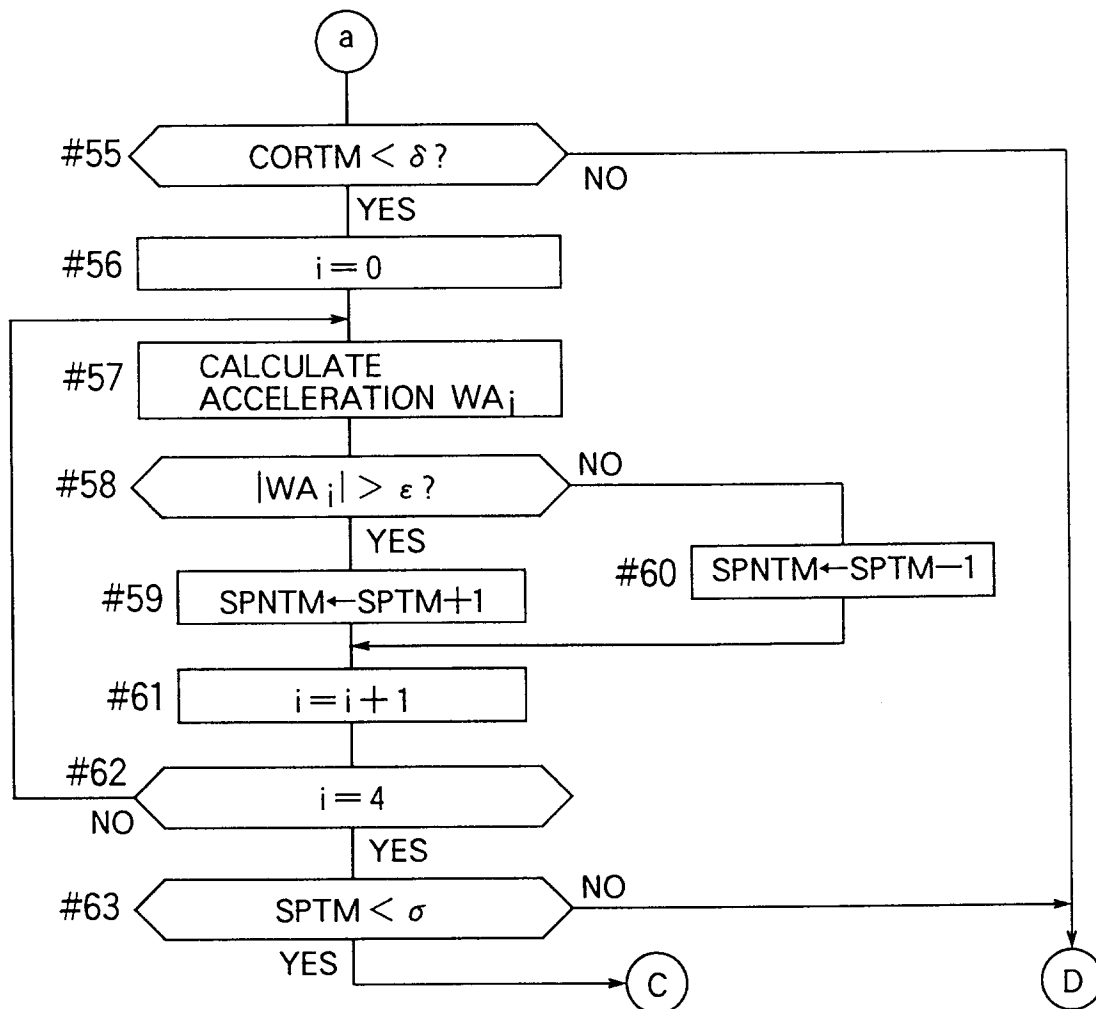 a
#55 CORTM < δ?
NO
YES
#56 i=0
#57 CALCULATE
ACCELERATION WAi
#58 |WAi| > ε?
NO
YES
#59 SPNTM←SPTM+1
#60 SPNTM←SPTM−1
#61 i=i+1
#62 i=4
NO
YES
#63 SPTM < σ
NO
YES
C
D